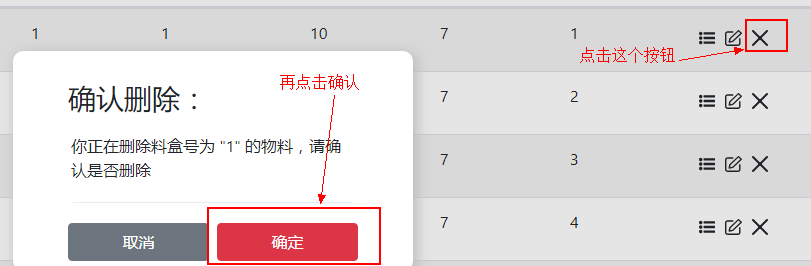 1 1 10 7 1
点击这个按钮
再点击确认
确认删除：
7 2
你正在删除料盒号为 "1" 的物料，请确
认是否删除
7 3
取消 确定
7 4